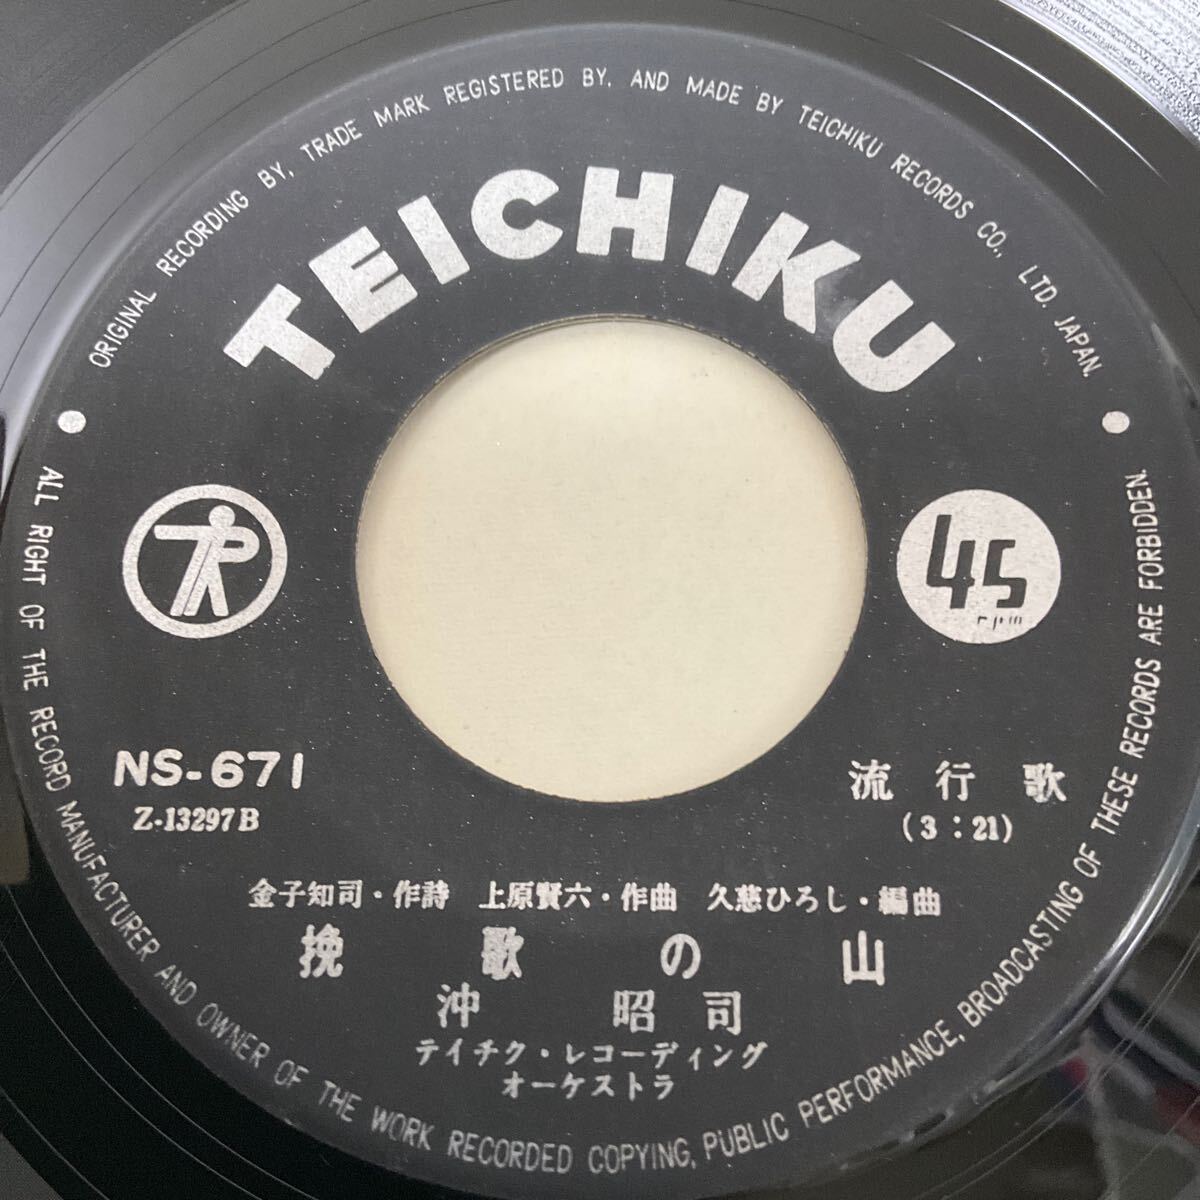 ORIGINAL RECORDING BY, TRADE MARK REGISTERED BY, AND MADE BY TEICHIKU RECORDS CO., LTD. JAPAN.
TEICHIKU
45
rpm
NS-671
Z-13297B
流行歌
(3:21)
金子知司・作詩 上原賢六・作曲 久慈ひろし・編曲
挽歌の山
沖 昭司
テイチク・レコーディング
オーケストラ
ALL RIGHT OF THE RECORD MANUFACTURER AND OWNER OF THE WORK RECORDED COPYING, PUBLIC PERFORMANCE, BROADCASTING OF THESE RECORDS ARE FORBIDDEN.